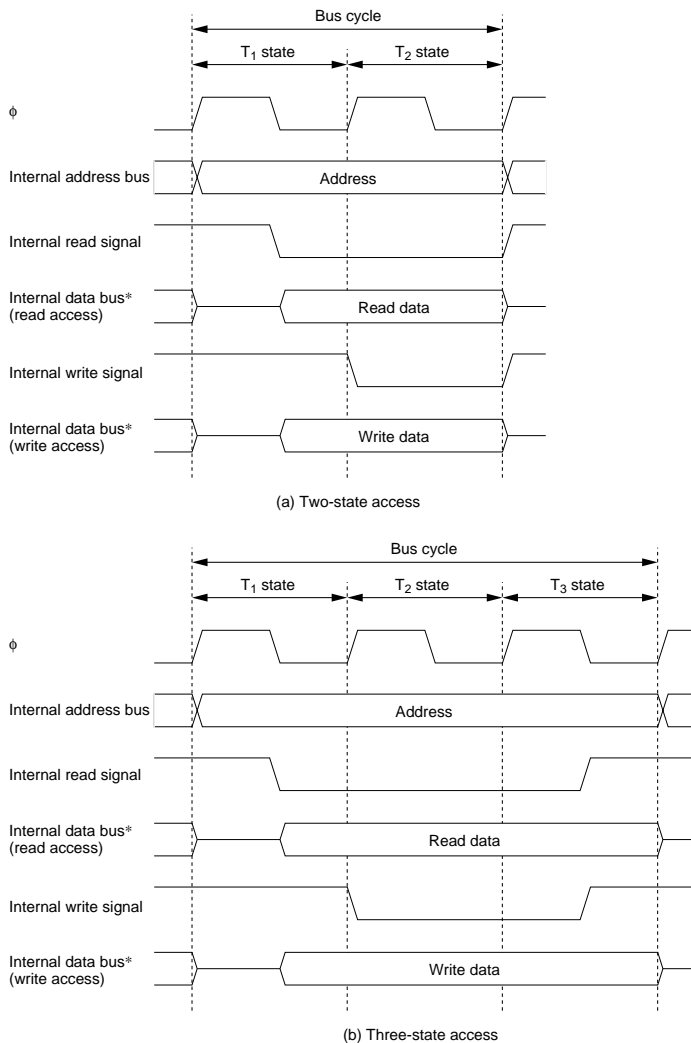 Bus cycle
T1 state T2 state
ϕ
Internal address bus Address
Internal read signal
Internal data bus*
(read access)
Read data
Internal write signal
Internal data bus*
(write access)
Write data
(a) Two-state access
Bus cycle
T1 state T2 state T3 state
ϕ
Internal address bus Address
Internal read signal
Internal data bus*
(read access)
Read data
Internal write signal
Internal data bus*
(write access)
Write data
(b) Three-state access